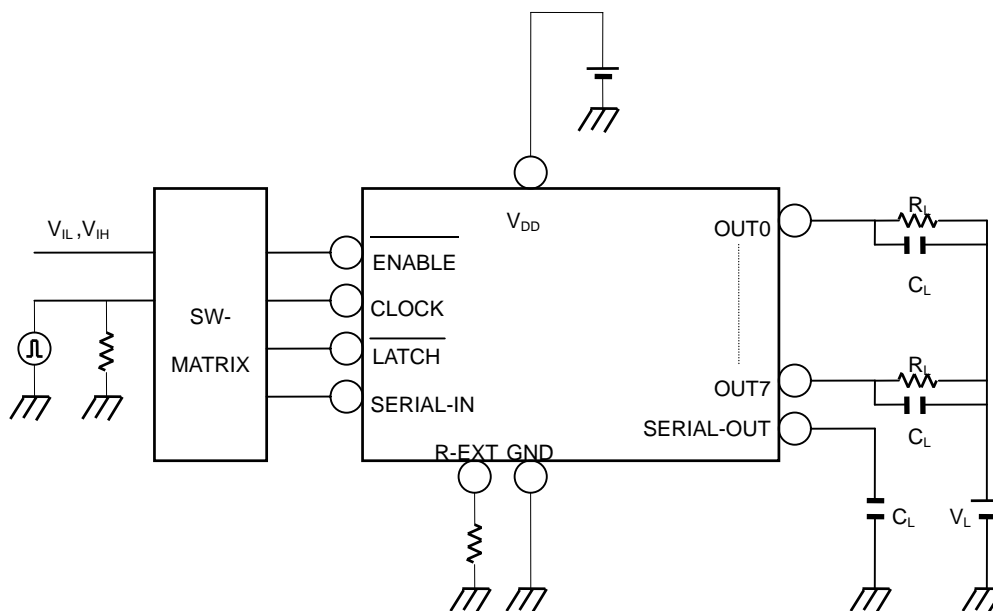 V_DD
V_IL ,V_IH
ENABLE
CLOCK
LATCH
SERIAL-IN
SW-
MATRIX
R-EXT GND
OUT0
OUT7
SERIAL-OUT
R_L
C_L
R_L
C_L
C_L
V_L